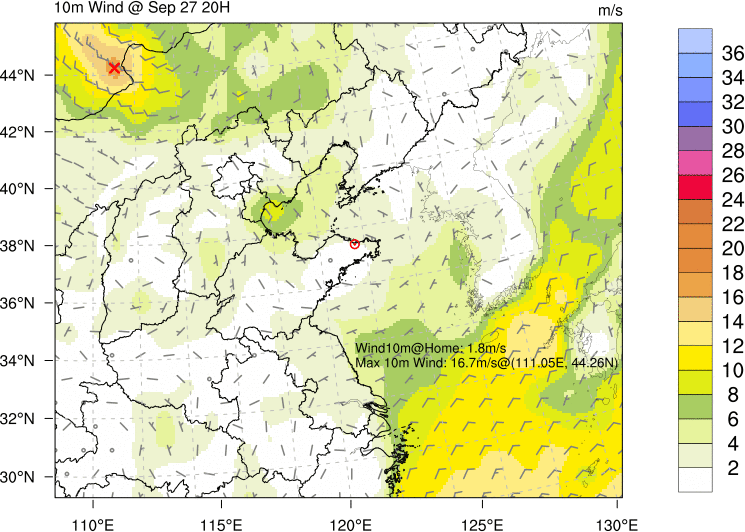 10m Wind @ Sep 27 20H
m/s
44°N
42°N
40°N
38°N
36°N
34°N
32°N
30°N
Wind10m@Home: 1.8m/s
Max 10m Wind: 16.7m/s@(111.05E, 44.26N)
110°E
115°E
120°E
125°E
130°E
36
34
32
30
28
26
24
22
20
18
16
14
12
10
8
6
4
2